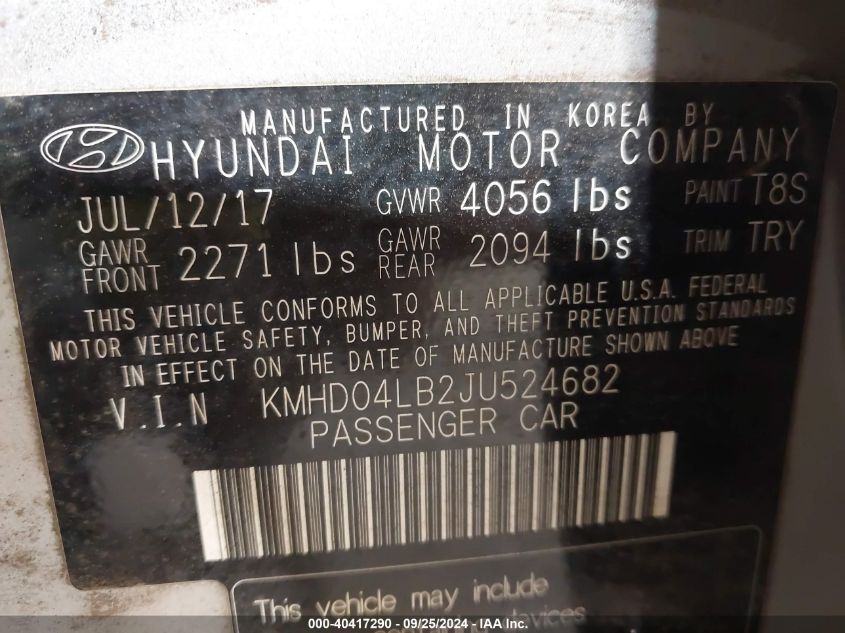 MANUFACTURED IN KOREA BY
HYUNDAI MOTOR COMPANY
JUL/12/17 GVWR 4056 lbs PAINT T8S
GAWR FRONT 2271 lbs GAWR REAR 2094 lbs TRIM TRY
THIS VEHICLE CONFORMS TO ALL APPLICABLE U.S.A. FEDERAL
MOTOR VEHICLE SAFETY, BUMPER, AND THEFT PREVENTION STANDARDS
IN EFFECT ON THE DATE OF MANUFACTURE SHOWN ABOVE
V.I.N KMHD04LB2JU524682
PASSENGER CAR
This vehicle may include
devices
000-40417290 - 09/25/2024 - IAA, Inc.